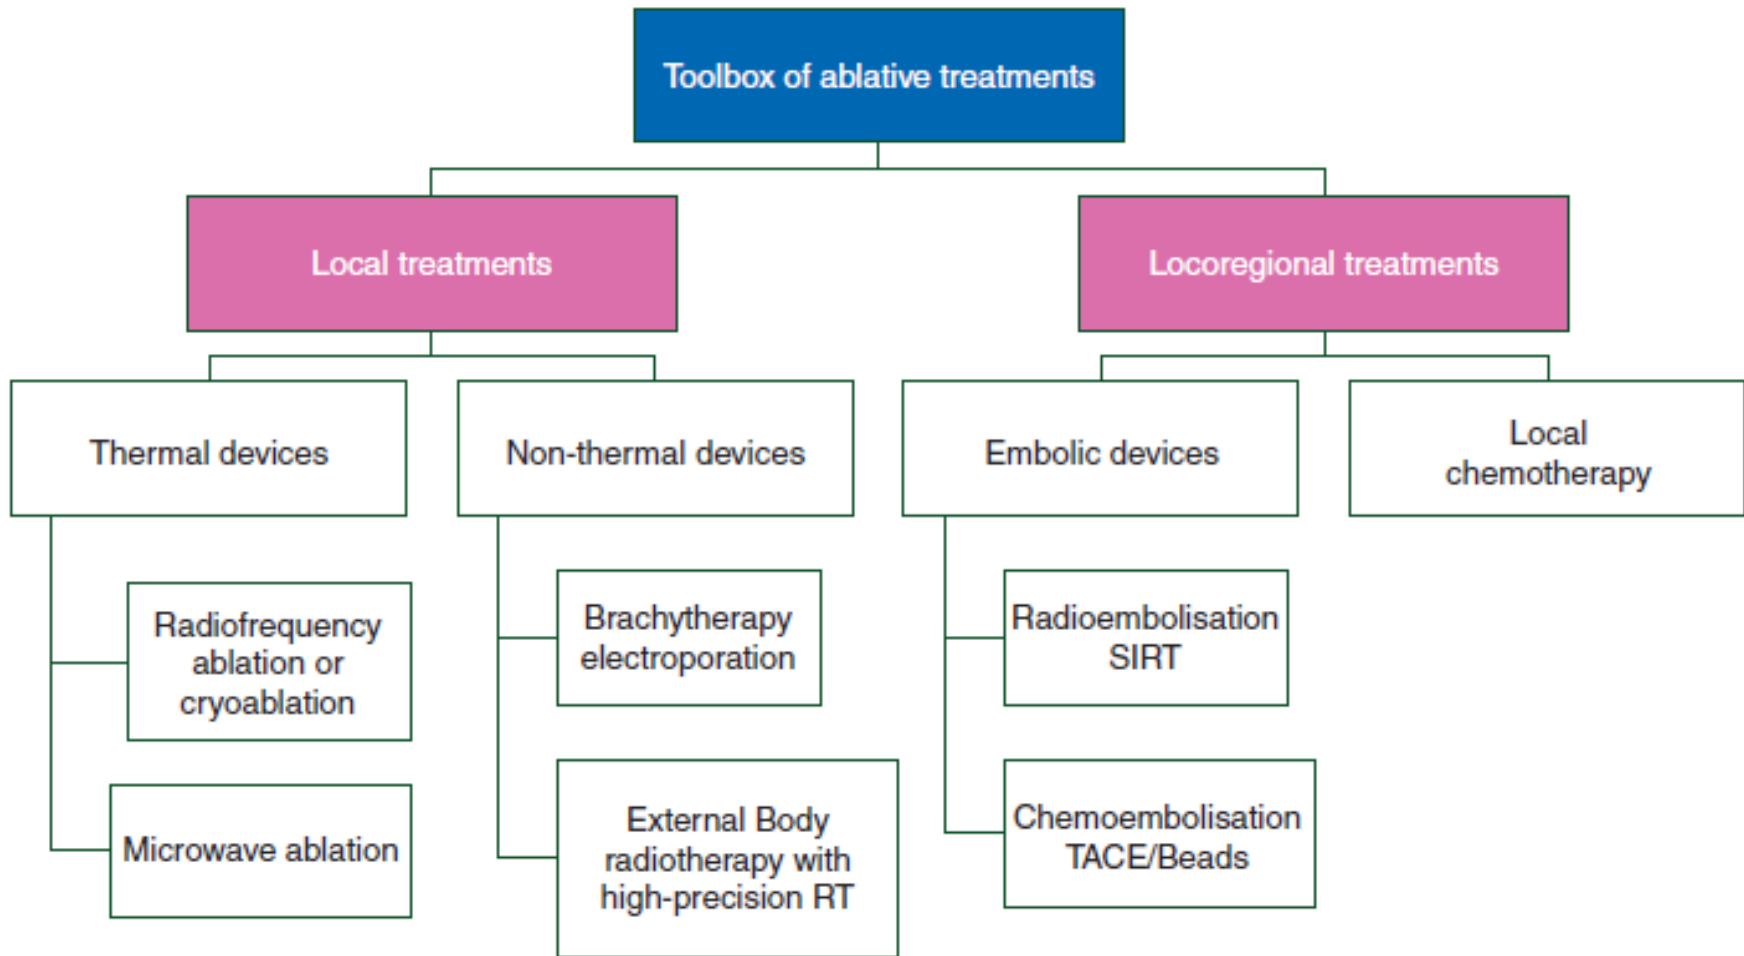 Toolbox of ablative treatments
Local treatments
Locoregional treatments
Thermal devices
Non-thermal devices
Embolic devices
Local
chemotherapy
Radiofrequency
ablation or
cryoablation
Microwave ablation
Brachytherapy
electroporation
External Body
radiotherapy with
high-precision RT
Radioembolisation
SIRT
Chemoembolisation
TACE/Beads